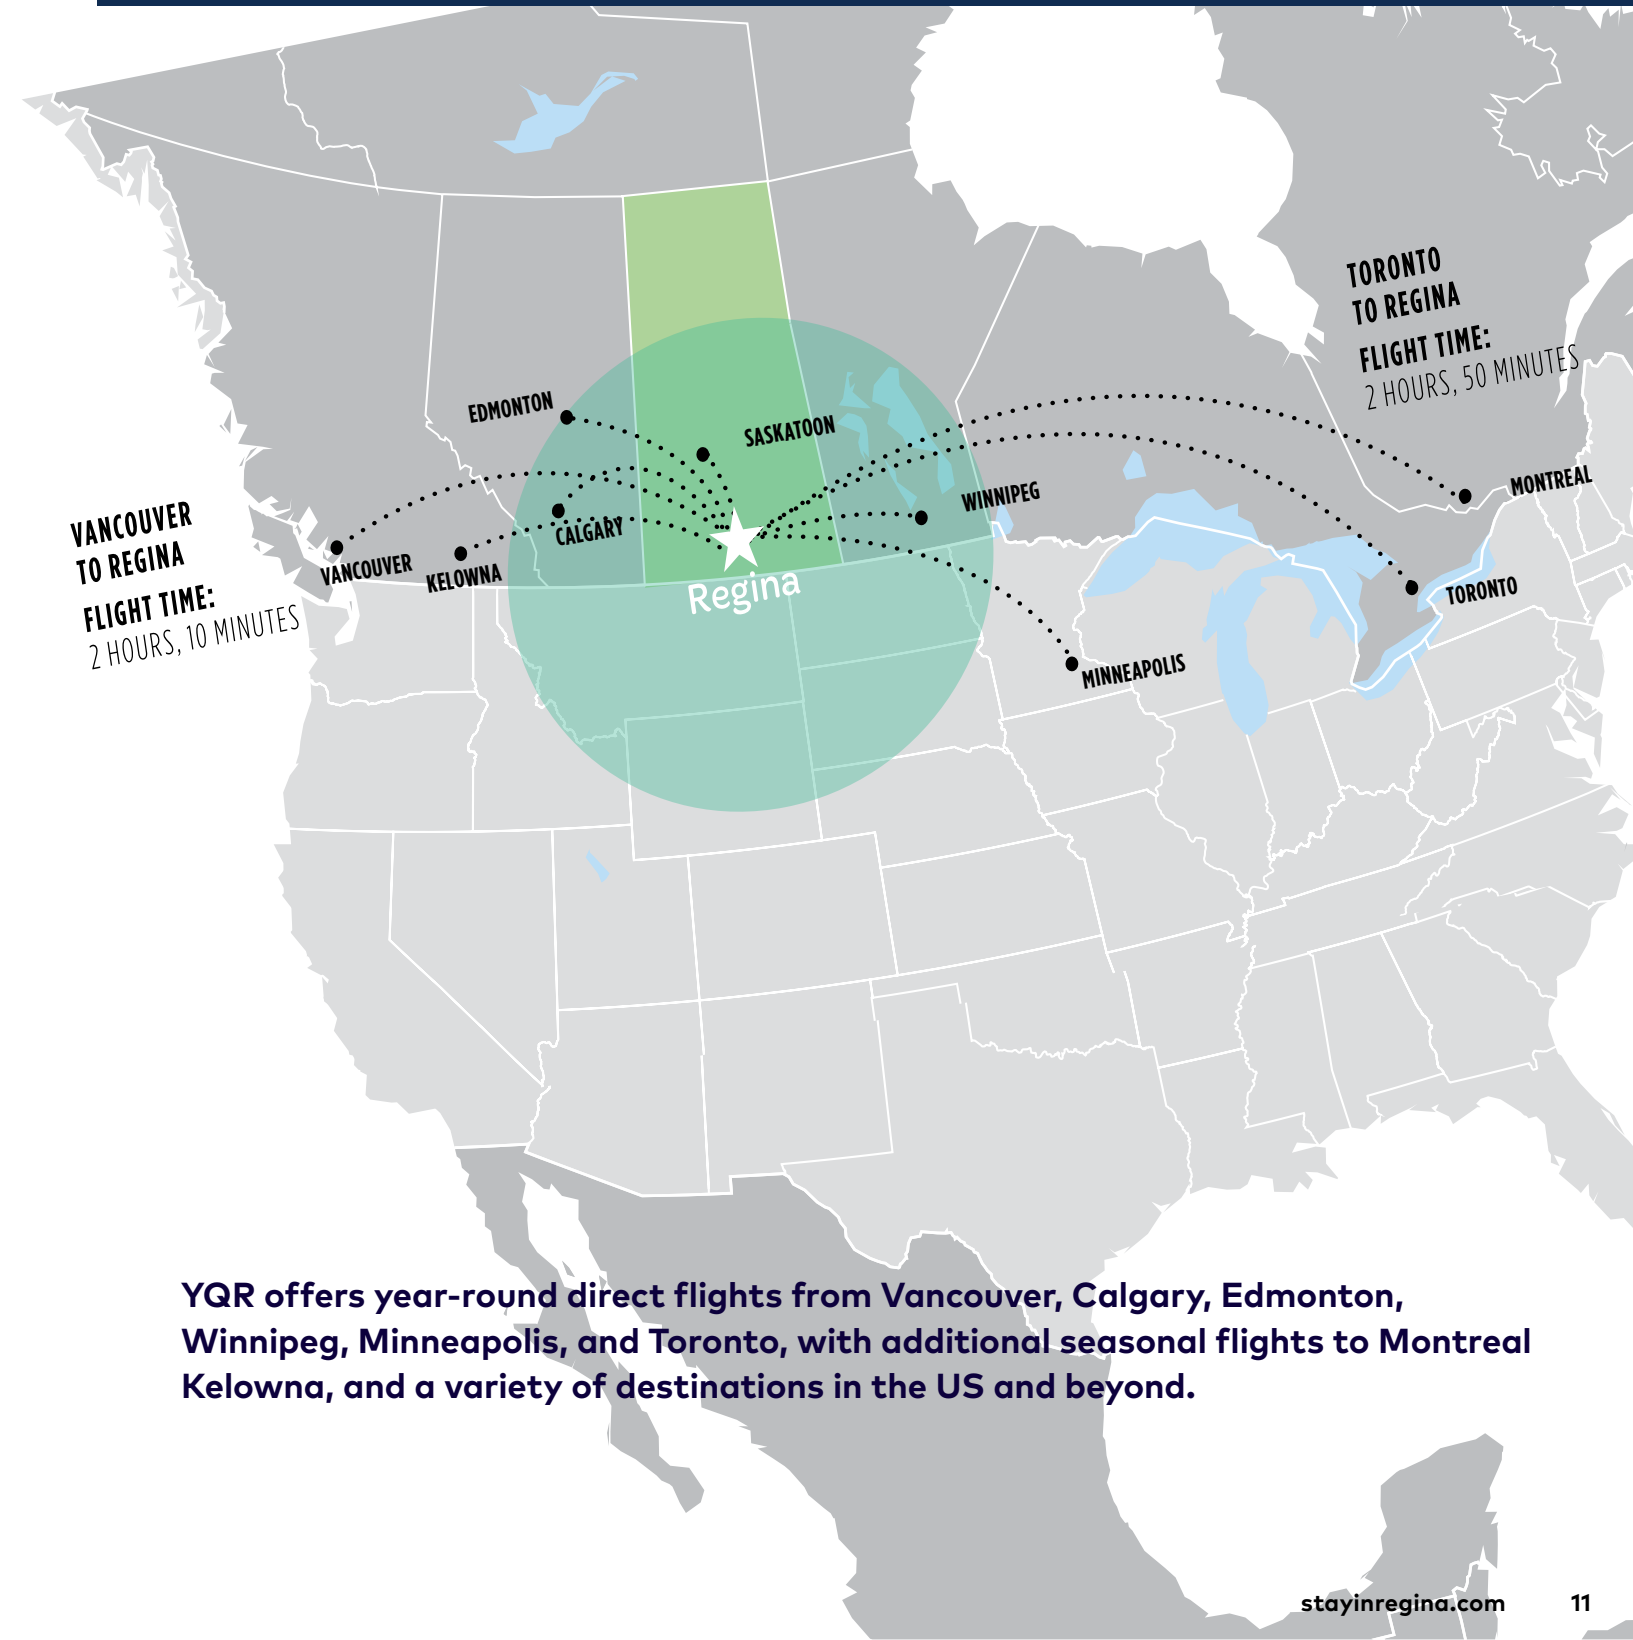 TORONTO
TO REGINA
FLIGHT TIME:
2 HOURS, 50 MINUTES
EDMONTON
SASKATOON
MONTREAL
WINNIPEG
VANCOUVER
TO REGINA
FLIGHT TIME:
2 HOURS, 10 MINUTES
CALGARY
VANCOUVER
KELOWNA
Regina
TORONTO
MINNEAPOLIS
YQR offers year-round direct flights from Vancouver, Calgary, Edmonton,
Winnipeg, Minneapolis, and Toronto, with additional seasonal flights to Montreal
Kelowna, and a variety of destinations in the US and beyond.
stayinregina.com 11